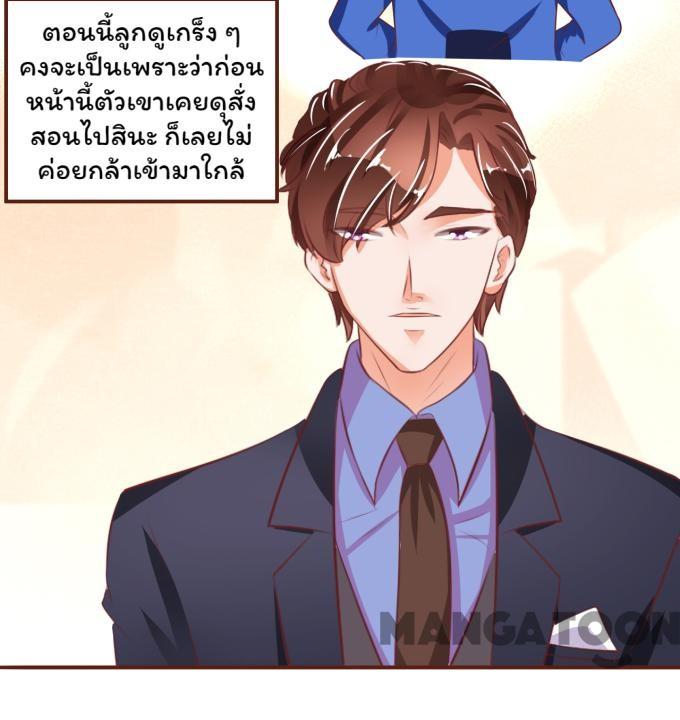 ตอนนี้ลูกดูเกร็ง ๆ
คงจะเป็นเพราะว่าก่อน
หน้านี้ตัวเขาเคยดุสั่ง
สอนไปสินะ ก็เลยไม่
ค่อยกล้าเข้ามาใกล้
MANGATOON